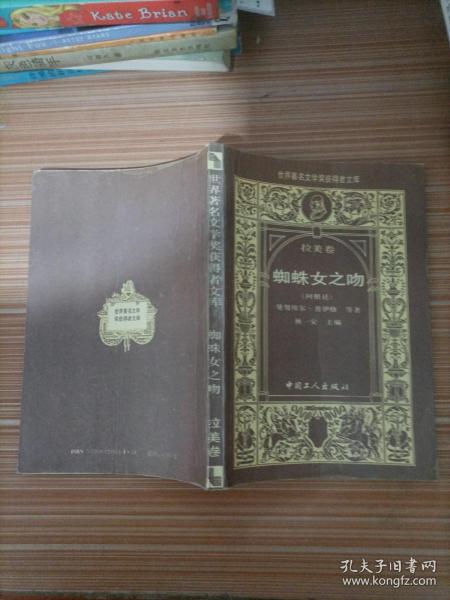 Kate Brian
世界著名文学奖获得者文库
拉美卷
蜘蛛女之吻
〔阿根廷〕
曼努埃尔·普伊格 等著
林一安 主编
中国工人出版社
世界著名文学奖获得者文库 蜘蛛女之吻 拉美卷
世界著名文学
奖获得者文库
孔夫子旧书网
www.kongfz.com